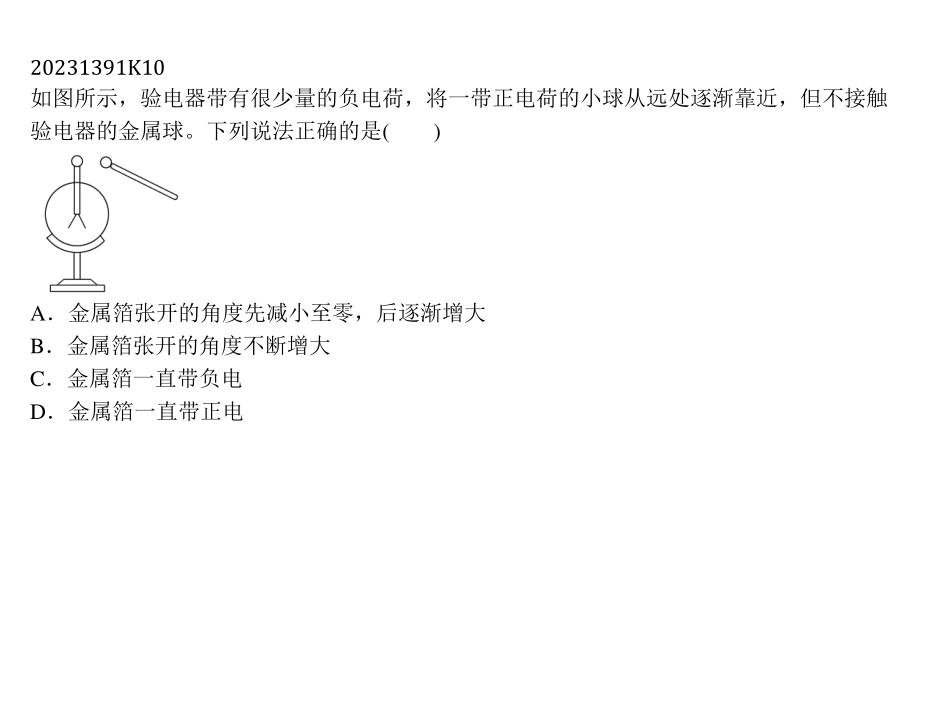 20231391K10
如图所示，验电器带有很少量的负电荷，将一带正电荷的小球从远处逐渐靠近，但不接触
验电器的金属球。下列说法正确的是(　　)
A．金属箔张开的角度先减小至零，后逐渐增大
B．金属箔张开的角度不断增大
C．金属箔一直带负电
D．金属箔一直带正电